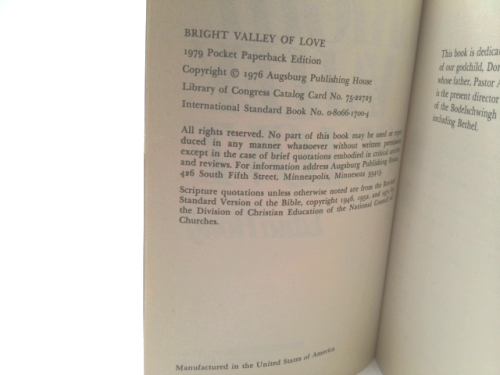 BRIGHT VALLEY OF LOVE
1979 Pocket Paperback Edition
Copyright © 1976 Augsburg Publishing House
Library of Congress Catalog Card No. 75-22725
International Standard Book No. 0-8066-1700-4
All rights reserved. No part of this book may be used or
duced in any manner whatsoever without written
except in the case of brief quotations embodied in critical
and reviews. For information address Augsburg Publishing
426 South Fifth Street, Minneapolis, Minnesota 55415.
Scripture quotations unless otherwise noted are from the
Standard Version of the Bible, copyright 1946, 1952, and
the Division of Christian Education of the National Council
Churches.
Manufactured in the United States of America
This book is dedica
of our godchild, Dor
whose father, Pastor A
is the present director
of the Bodelschwingh
including Bethel.